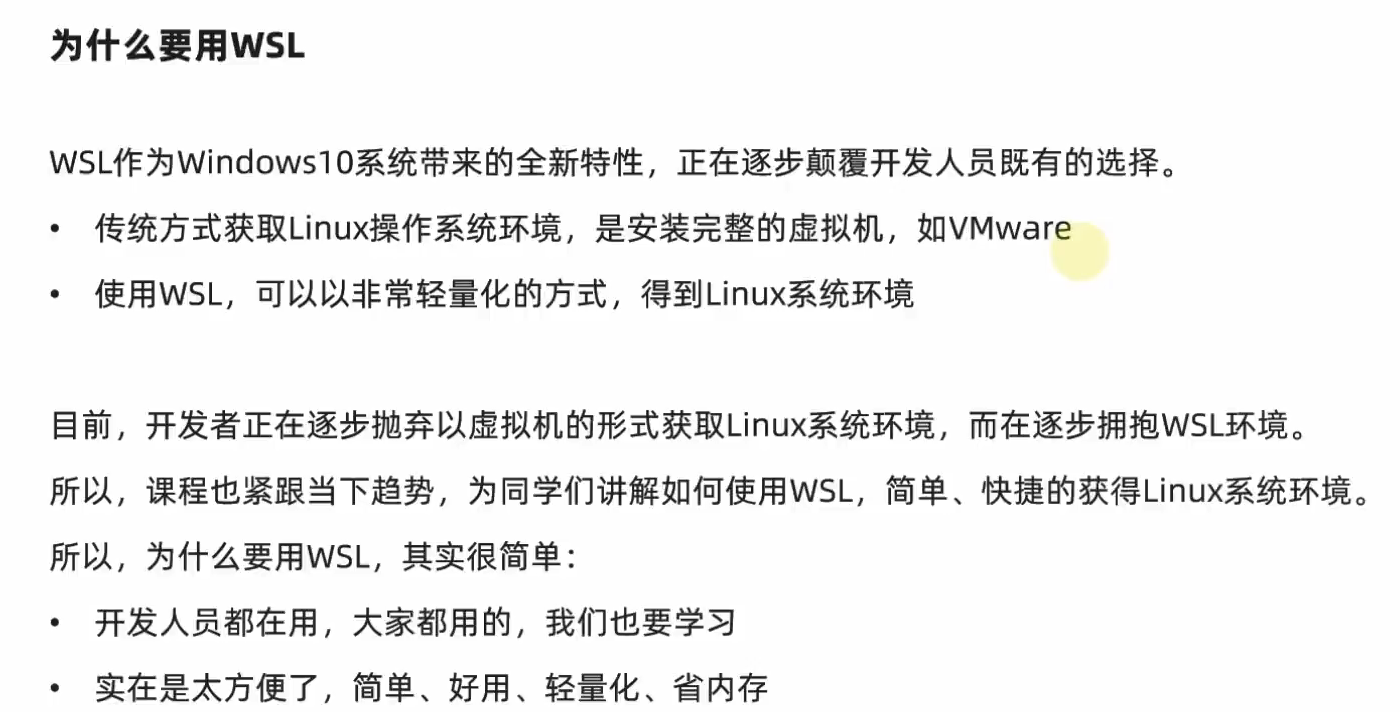 为什么要用WSL
WSL作为Windows10系统带来的全新特性，正在逐步颠覆开发人员既有的选择。
• 传统方式获取Linux操作系统环境，是安装完整的虚拟机，如VMware
• 使用WSL，可以以非常轻量化的方式，得到Linux系统环境
目前，开发者正在逐步抛弃以虚拟机的形式获取Linux系统环境，而在逐步拥抱WSL环境。
所以，课程也紧跟当下趋势，为同学们讲解如何使用WSL，简单、快捷的获得Linux系统环境。
所以，为什么要用WSL，其实很简单：
• 开发人员都在用，大家都用的，我们也要学习
• 实在是太方便了，简单、好用、轻量化、省内存